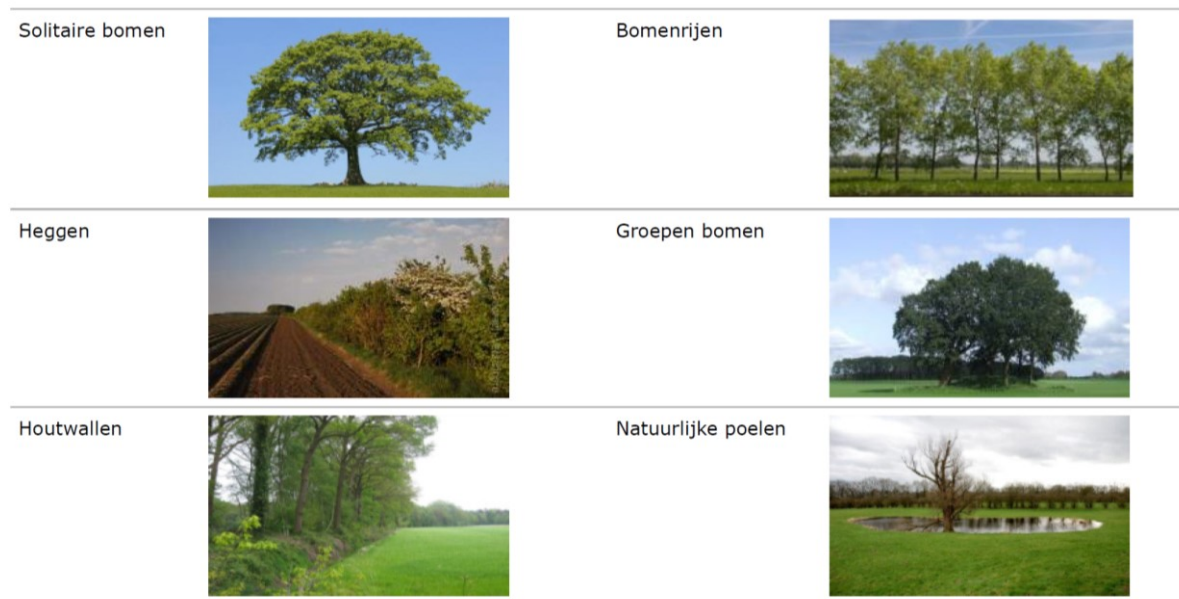 Solitaire bomen
Bomenrijen
Heggen
Groepen bomen
Houtwallen
Natuurlijke poelen